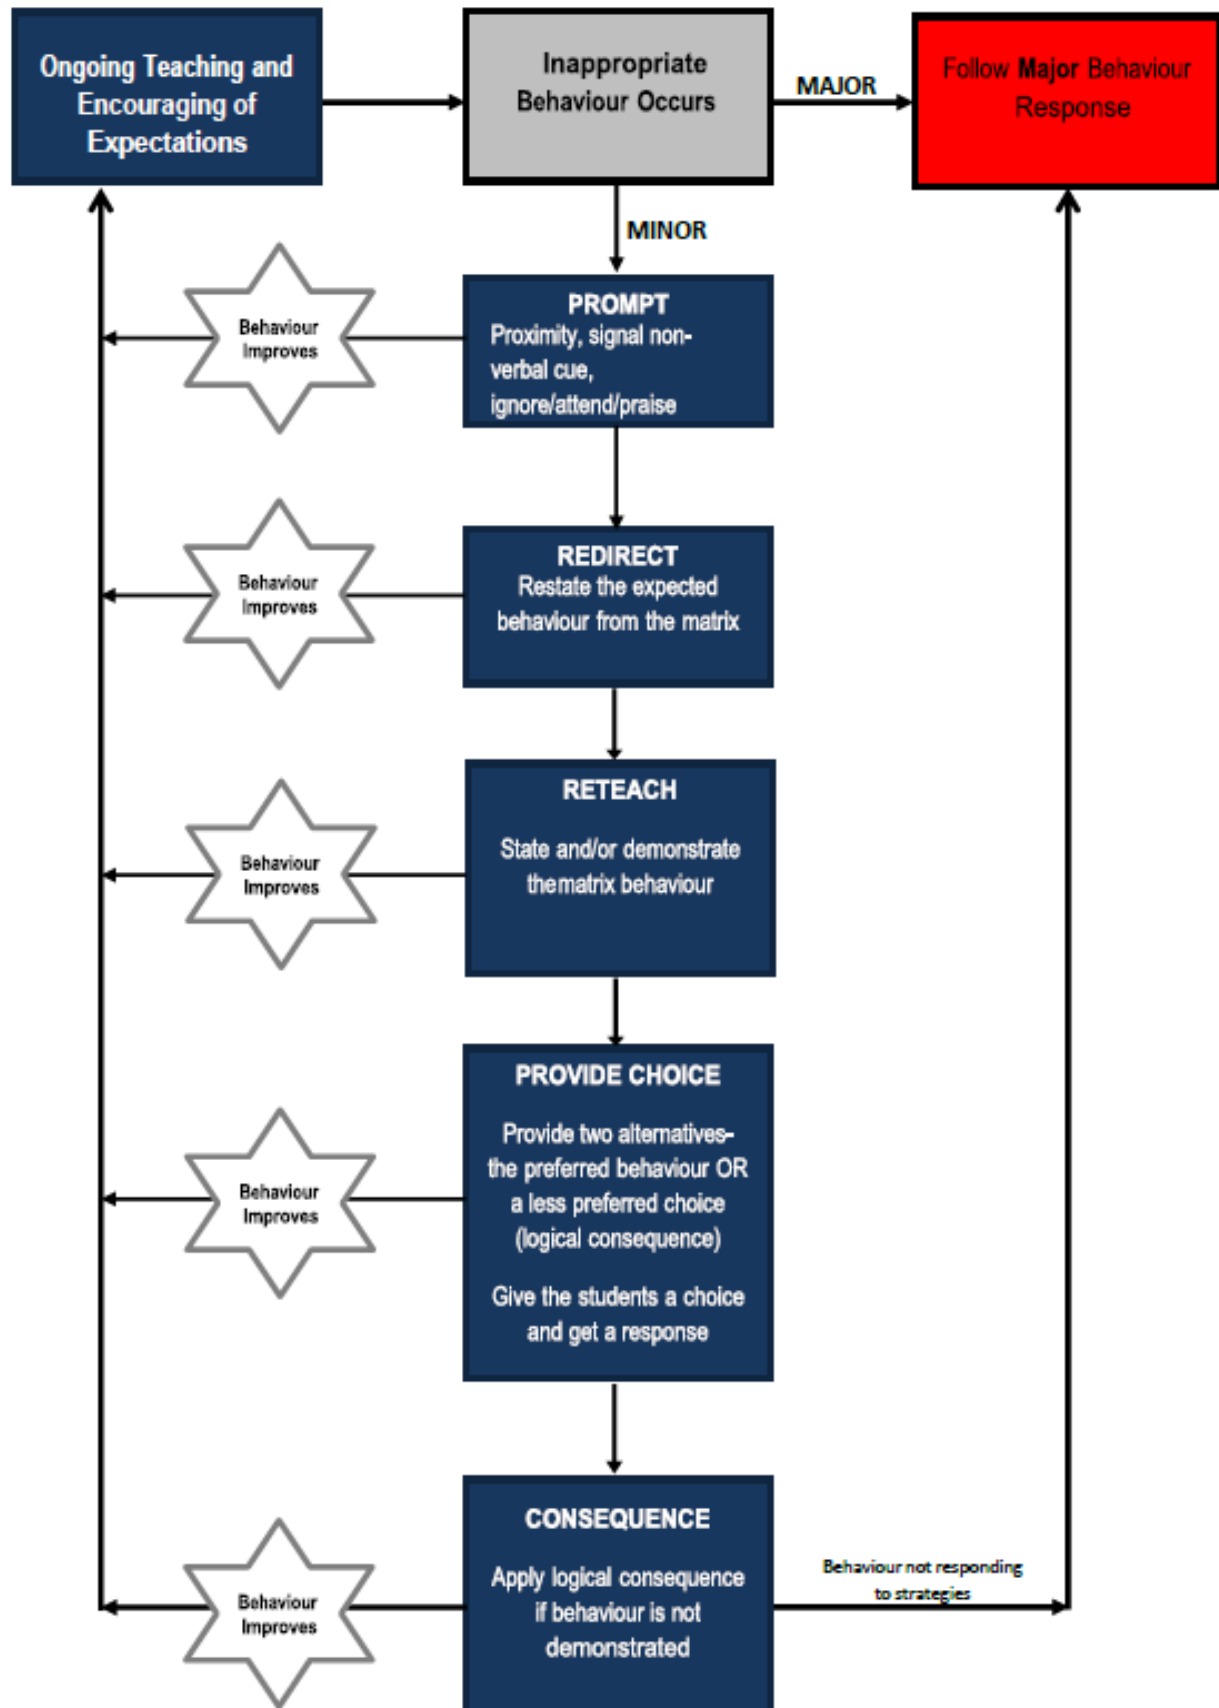 Ongoing Teaching and
Encouraging of
Expectations
Inappropriate
Behaviour Occurs
MAJOR
Follow Major Behaviour
Response
MINOR
PROMPT
Proximity, signal non-
verbal cue,
ignore/attend/praise
Behaviour
Improves
REDIRECT
Restate the expected
behaviour from the matrix
Behaviour
Improves
RETEACH
State and/or demonstrate
thematrix behaviour
Behaviour
Improves
PROVIDE CHOICE
Provide two alternatives–
the preferred behaviour OR
a less preferred choice
(logical consequence)
Give the students a choice
and get a response
Behaviour
Improves
CONSEQUENCE
Apply logical consequence
if behaviour is not
demonstrated
Behaviour
Improves
Behaviour not responding
to strategies